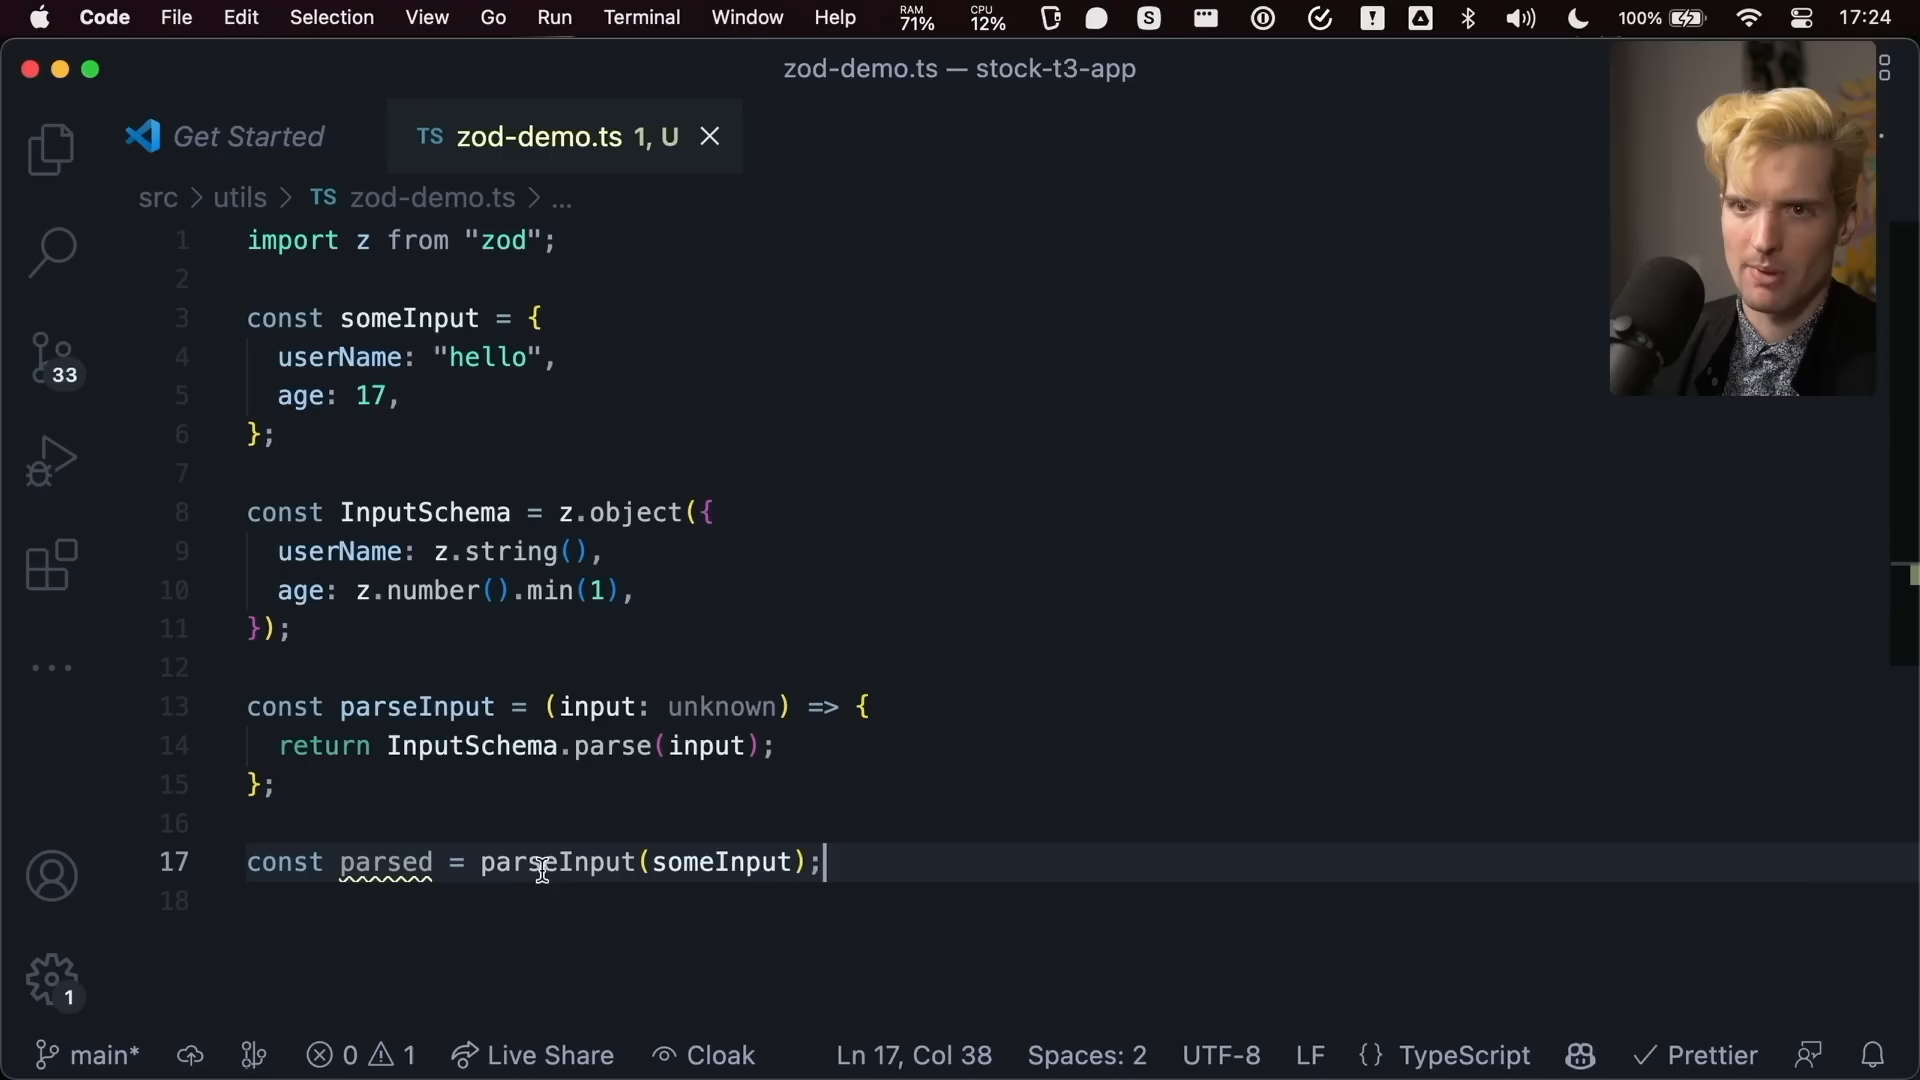 Code File Edit Selection View Go Run Terminal Window Help RAM 71% CPU 12% S 100% 17:24
zod-demo.ts — stock-t3-app
Get Started TS zod-demo.ts 1, U
src > utils > TS zod-demo.ts > ...
1 import z from "zod";
2
3 const someInput = {
4 userName: "hello",
5 age: 17,
6 };
7
8 const InputSchema = z.object({
9 userName: z.string(),
10 age: z.number().min(1),
11 });
12
13 const parseInput = (input: unknown) => {
14 return InputSchema.parse(input);
15 };
16
17 const parsed = parseInput(someInput);
18
33
1
main* 0 1 Live Share Cloak Ln 17, Col 38 Spaces: 2 UTF-8 LF {} TypeScript Prettier